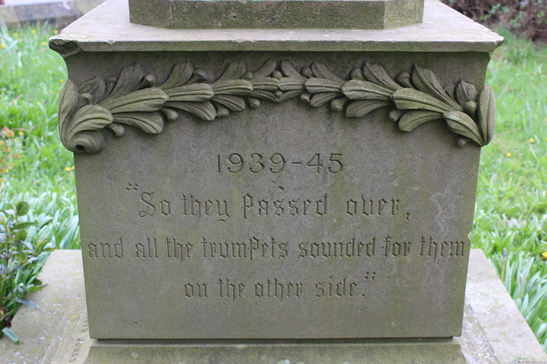 1939-45
"So they passed over,
and all the trumpets sounded for them
on the other side."